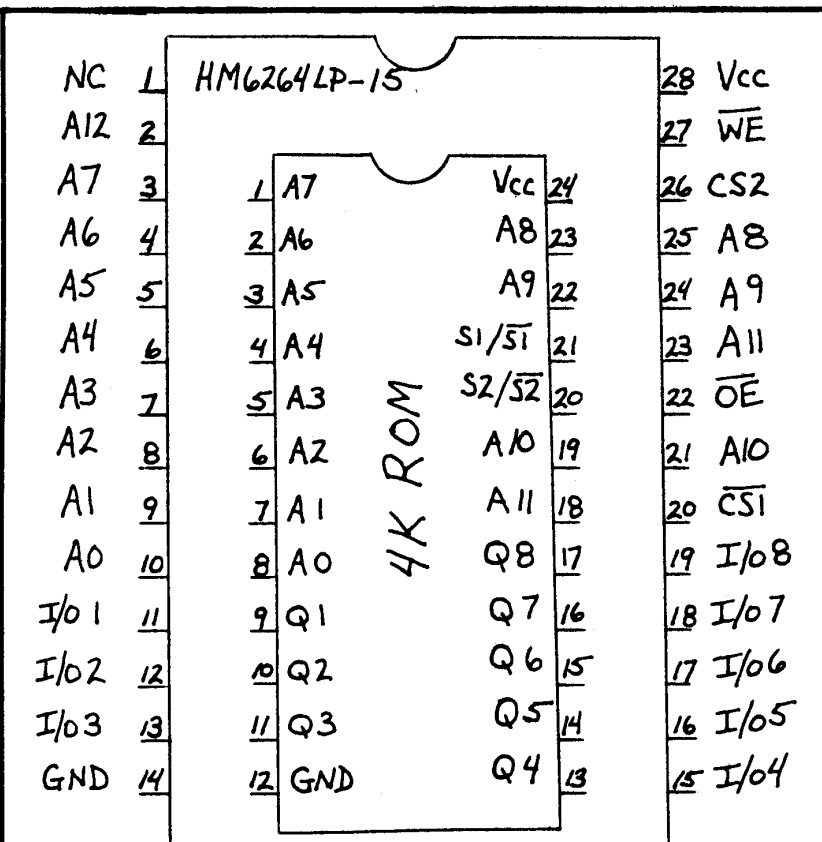 HM6264LP-15
NC 1 28 Vcc
A12 2 27 W̅E̅
A7 3 1 A7 Vcc 24 26 CS2
A6 4 2 A6 A8 23 25 A8
A5 5 3 A5 A9 22 24 A9
A4 6 4 A4 S1/S̅1̅ 21 23 A11
A3 7 5 A3 S2/S̅2̅ 20 22 O̅E̅
A2 8 6 A2 A10 19 21 A10
A1 9 7 A1 A11 18 20 C̅S̅1̅
A0 10 8 A0 Q8 17 19 I/O8
I/O1 11 9 Q1 Q7 16 18 I/O7
I/O2 12 10 Q2 Q6 15 17 I/O6
I/O3 13 11 Q3 Q5 14 16 I/O5
GND 14 12 GND Q4 13 15 I/O4
4K ROM